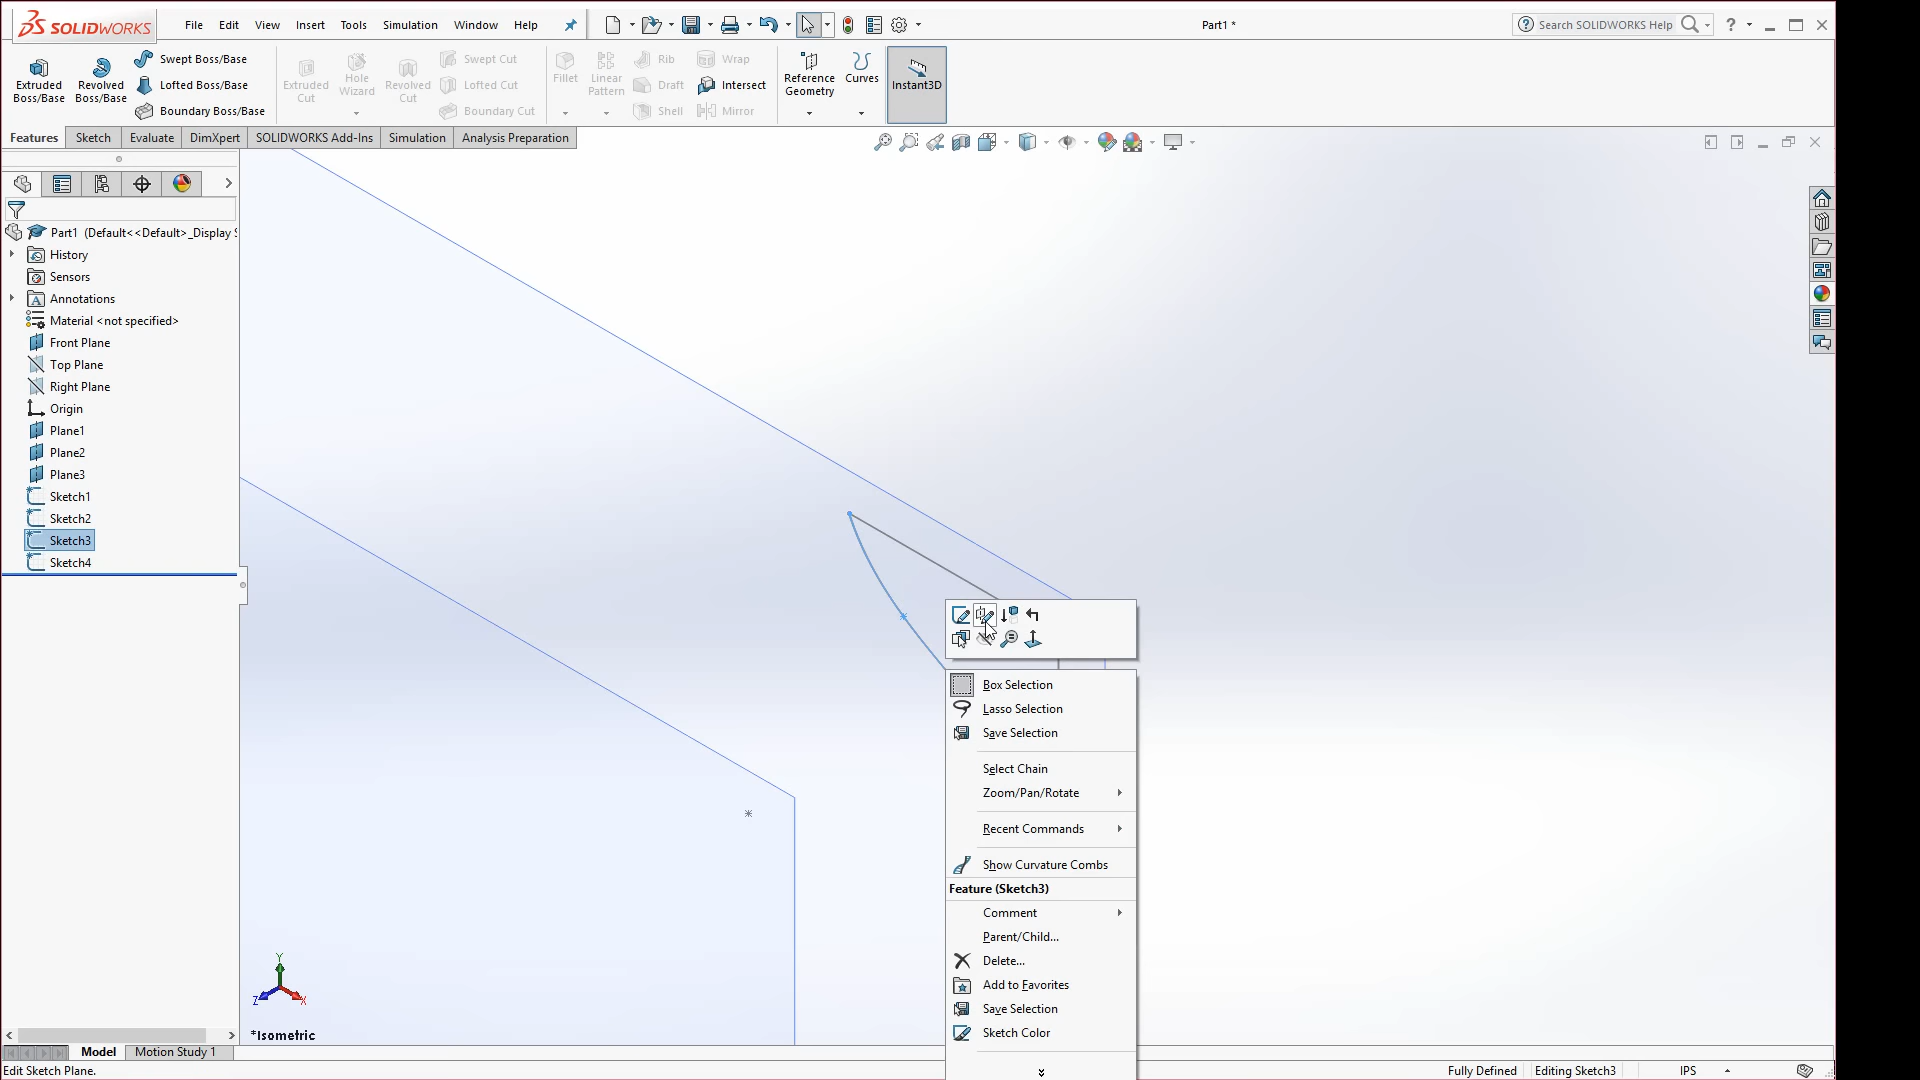 SOLIDWORKS File Edit View Insert Tools Simulation Window Help Part1 * Search SOLIDWORKS Help ?
Extruded Boss/Base
Revolved Boss/Base
Swept Boss/Base
Lofted Boss/Base
Boundary Boss/Base
Extruded Cut
Hole Wizard
Revolved Cut
Swept Cut
Lofted Cut
Boundary Cut
Fillet
Linear Pattern
Rib
Draft
Shell
Wrap
Intersect
Mirror
Reference Geometry
Curves
Instant3D
Features Sketch Evaluate DimXpert SOLIDWORKS Add-Ins Simulation Analysis Preparation
Part1 (Default<<Default>_Display S
History
Sensors
Annotations
Material <not specified>
Front Plane
Top Plane
Right Plane
Origin
Plane1
Plane2
Plane3
Sketch1
Sketch2
Sketch3
Sketch4
Box Selection
Lasso Selection
Save Selection
Select Chain
Zoom/Pan/Rotate
Recent Commands
Show Curvature Combs
Feature (Sketch3)
Comment
Parent/Child...
Delete...
Add to Favorites
Save Selection
Sketch Color
Y
Z X
*Isometric
Model Motion Study 1
Edit Sketch Plane. Fully Defined Editing Sketch3 IPS